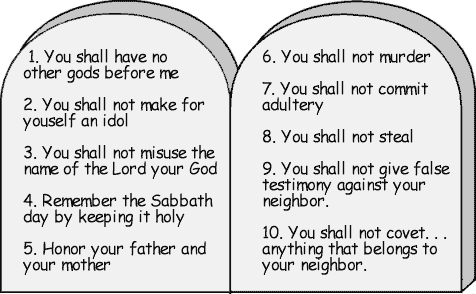 1. You shall have no
other gods before me
2. You shall not make for
youself an idol
3. You shall not misuse the
name of the Lord your God
4. Remember the Sabbath
day by keeping it holy
5. Honor your father and
your mother
6. You shall not murder
7. You shall not commit
adultery
8. You shall not steal
9. You shall not give false
testimony against your
neighbor.
10. You shall not covet. . .
anything that belongs to
your neighbor.